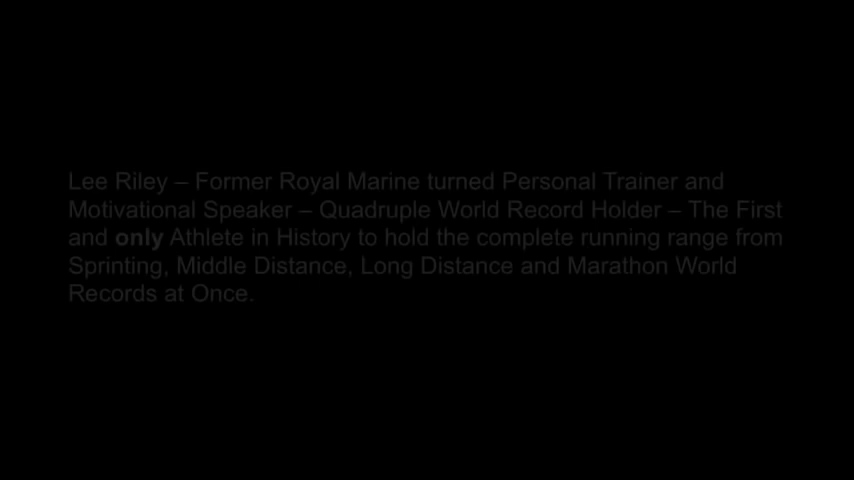 Lee Riley – Former Royal Marine turned Personal Trainer and
Motivational Speaker – Quadruple World Record Holder – The First
and only Athlete in History to hold the complete running range from
Sprinting, Middle Distance, Long Distance and Marathon World
Records at Once.